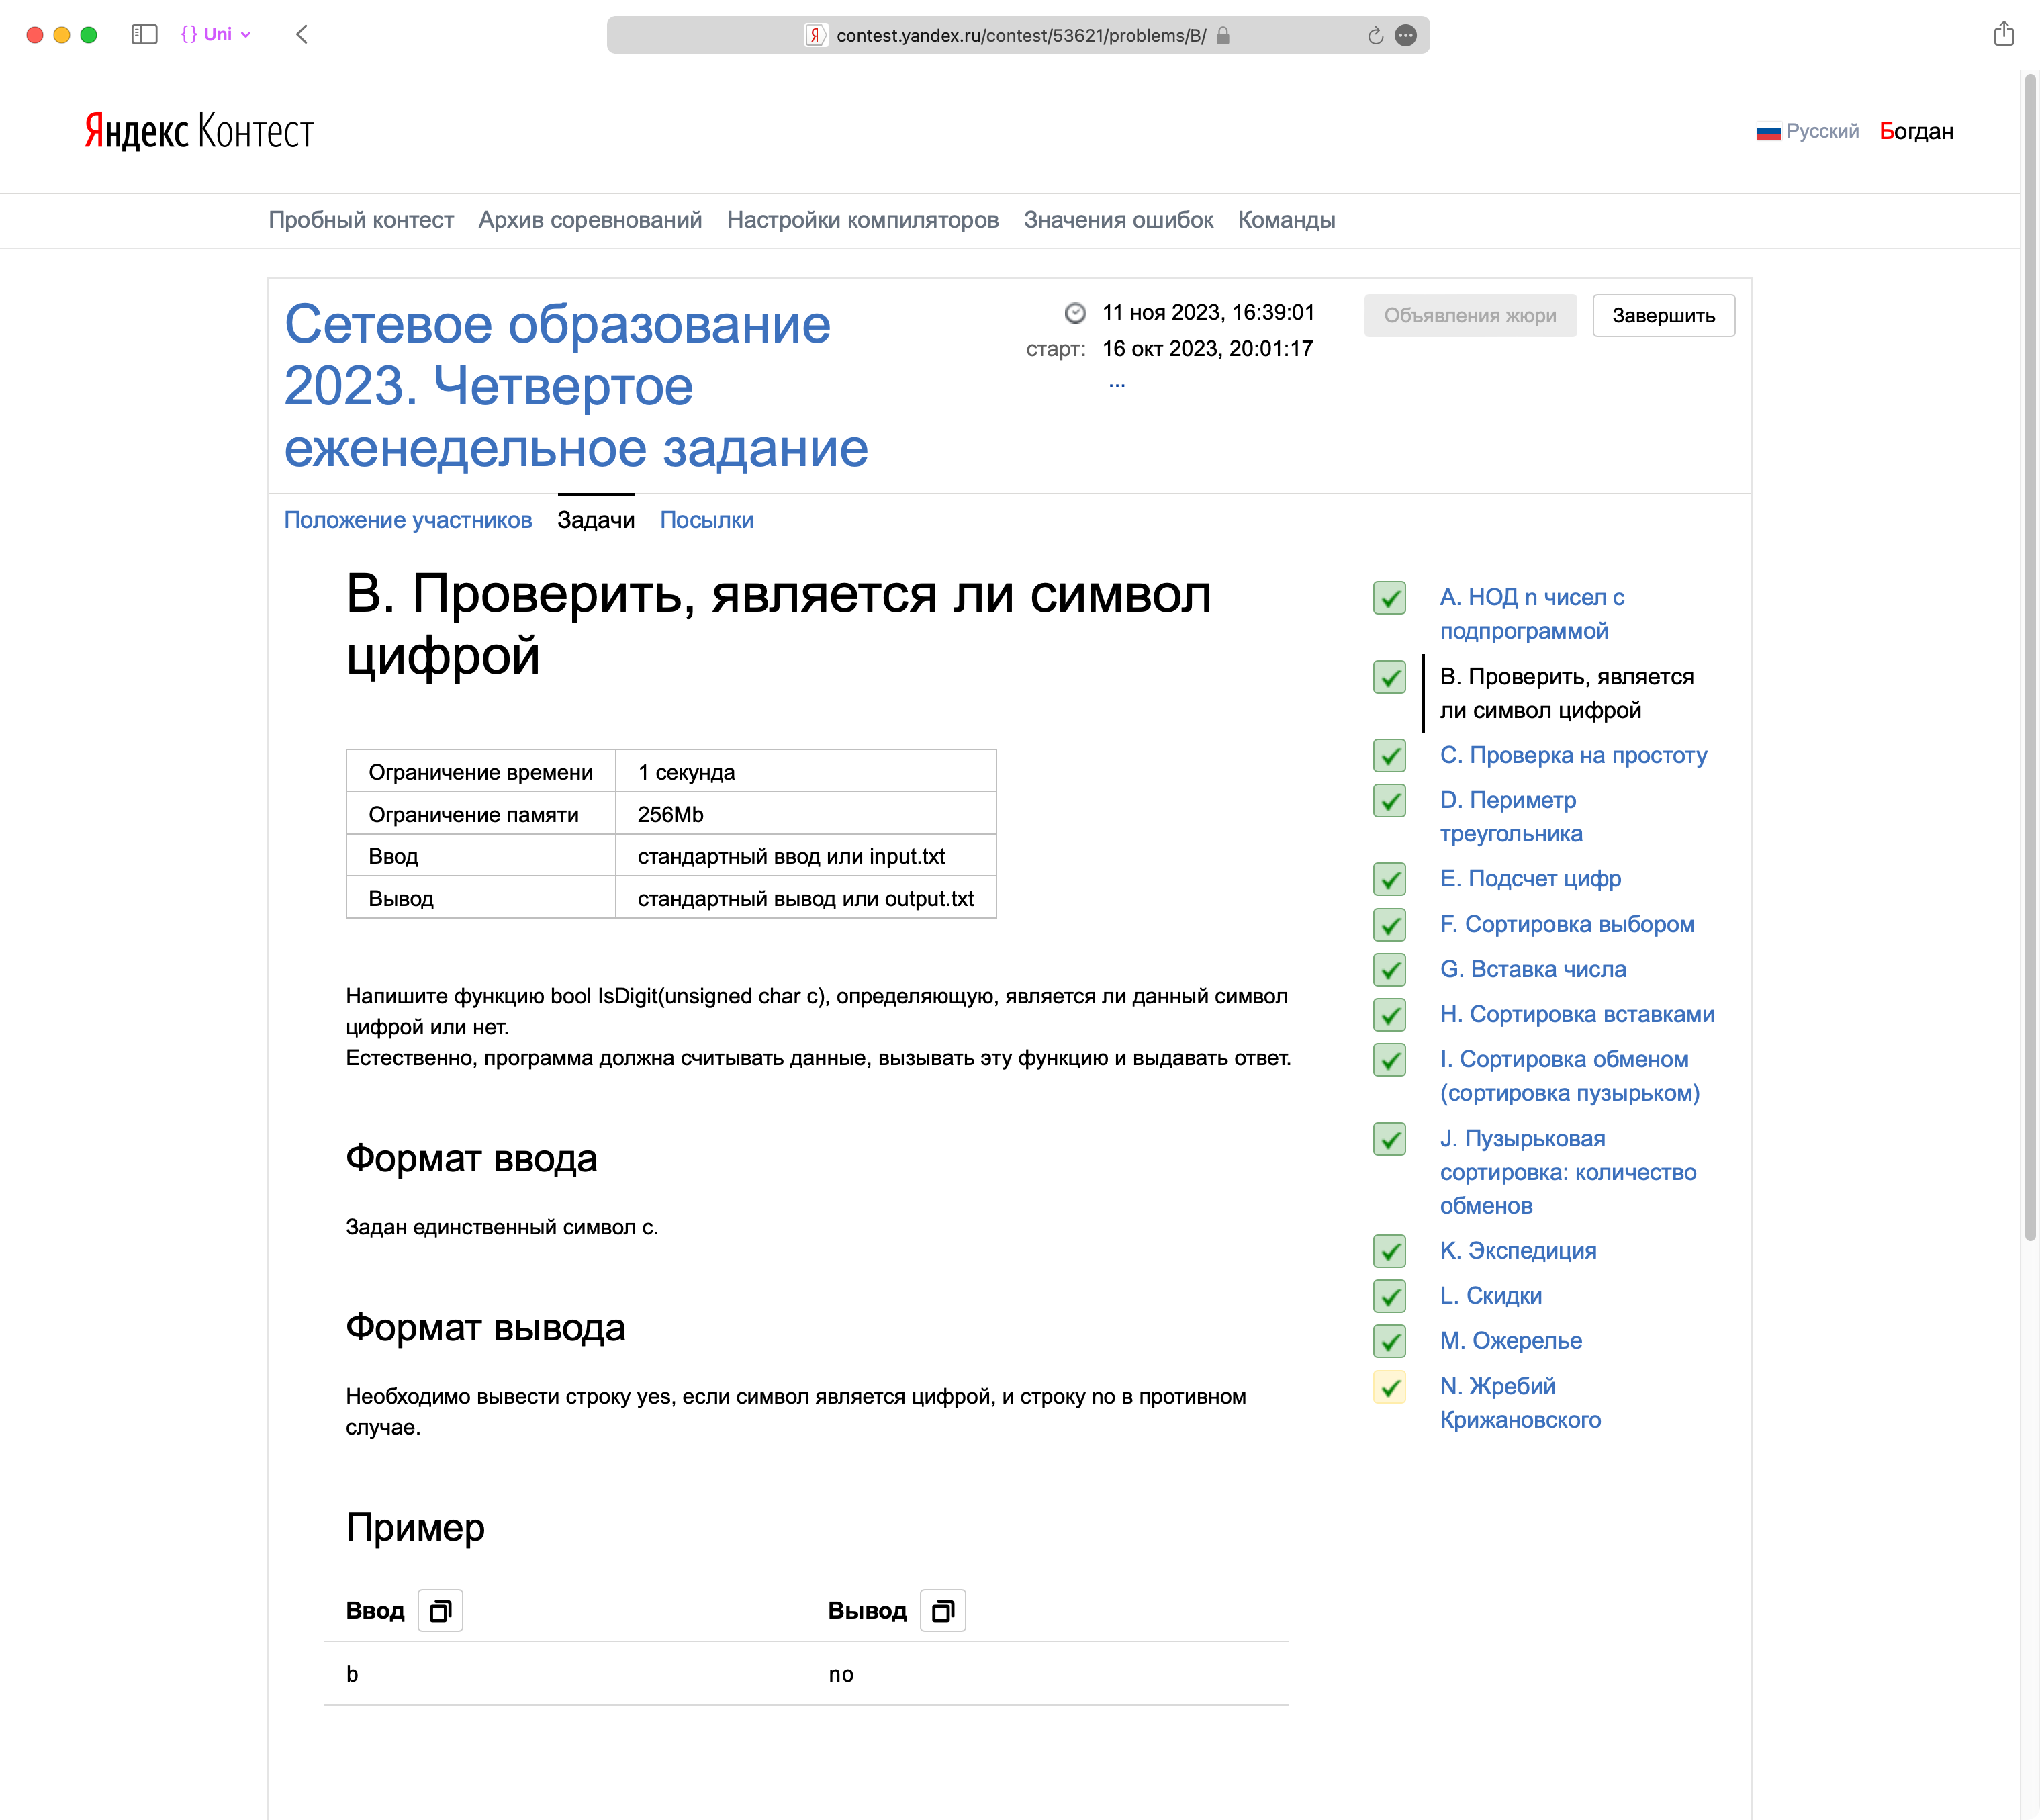 {} Uni
contest.yandex.ru/contest/53621/problems/B/
Яндекс Контест
Русский Богдан
Пробный контест Архив соревнований Настройки компиляторов Значения ошибок Команды
Сетевое образование
2023. Четвертое
еженедельное задание
11 ноя 2023, 16:39:01
старт: 16 окт 2023, 20:01:17
...
Объявления жюри Завершить
Положение участников Задачи Посылки
B. Проверить, является ли символ
цифрой
Ограничение времени 1 секунда
Ограничение памяти 256Mb
Ввод стандартный ввод или input.txt
Вывод стандартный вывод или output.txt
Напишите функцию bool IsDigit(unsigned char c), определяющую, является ли данный символ
цифрой или нет.
Естественно, программа должна считывать данные, вызывать эту функцию и выдавать ответ.
Формат ввода
Задан единственный символ c.
Формат вывода
Необходимо вывести строку yes, если символ является цифрой, и строку no в противном
случае.
Пример
Ввод Вывод
b no
A. НОД n чисел с
подпрограммой
B. Проверить, является
ли символ цифрой
C. Проверка на простоту
D. Периметр
треугольника
E. Подсчет цифр
F. Сортировка выбором
G. Вставка числа
H. Сортировка вставками
I. Сортировка обменом
(сортировка пузырьком)
J. Пузырьковая
сортировка: количество
обменов
K. Экспедиция
L. Скидки
M. Ожерелье
N. Жребий
Крижановского